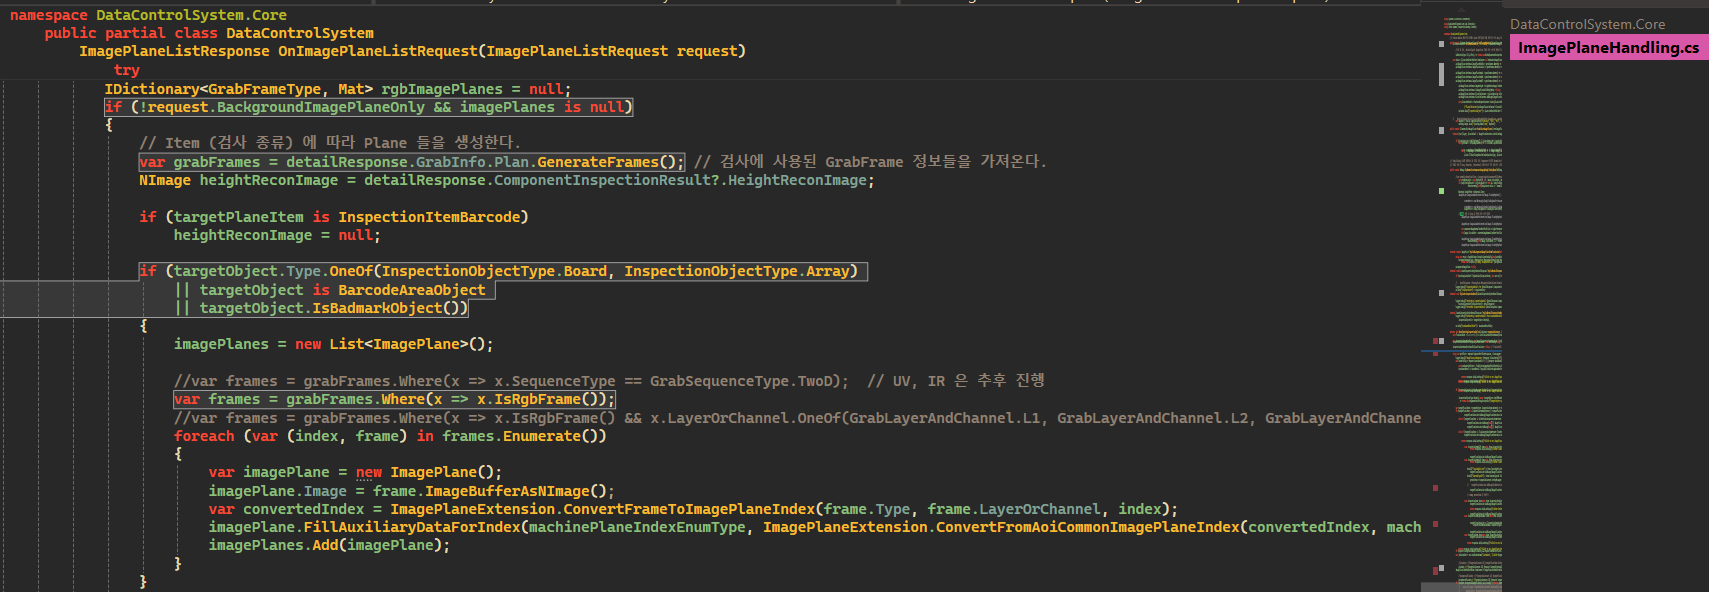 namespace DataControlSystem.Core
public partial class DataControlSystem
ImagePlaneListResponse OnImagePlaneListRequest(ImagePlaneListRequest request)
try
IDictionary<GrabFrameType, Mat> rgbImagePlanes = null;
if (!request.BackgroundImagePlaneOnly && imagePlanes is null)
{
// Item (검사 종류) 에 따라 Plane 들을 생성한다.
var grabFrames = detailResponse.GrabInfo.Plan.GenerateFrames(); // 검사에 사용된 GrabFrame 정보들을 가져온다.
NImage heightReconImage = detailResponse.ComponentInspectionResult?.HeightReconImage;
if (targetPlaneItem is InspectionItemBarcode)
heightReconImage = null;
if (targetObject.Type.OneOf(InspectionObjectType.Board, InspectionObjectType.Array)
|| targetObject is BarcodeAreaObject
|| targetObject.IsBadmarkObject())
{
imagePlanes = new List<ImagePlane>();
//var frames = grabFrames.Where(x => x.SequenceType == GrabSequenceType.TwoD);  // UV, IR 은 추후 진행
var frames = grabFrames.Where(x => x.IsRgbFrame());
//var frames = grabFrames.Where(x => x.IsRgbFrame() && x.LayerOrChannel.OneOf(GrabLayerAndChannel.L1, GrabLayerAndChannel.L2, GrabLayerAndChanne
foreach (var (index, frame) in frames.Enumerate())
{
var imagePlane = new ImagePlane();
imagePlane.Image = frame.ImageBufferAsNImage();
var convertedIndex = ImagePlaneExtension.ConvertFrameToImagePlaneIndex(frame.Type, frame.LayerOrChannel, index);
imagePlane.FillAuxiliaryDataForIndex(machinePlaneIndexEnumType, ImagePlaneExtension.ConvertFromAoiCommonImagePlaneIndex(convertedIndex, mach
imagePlanes.Add(imagePlane);
}
}
DataControlSystem.Core
ImagePlaneHandling.cs